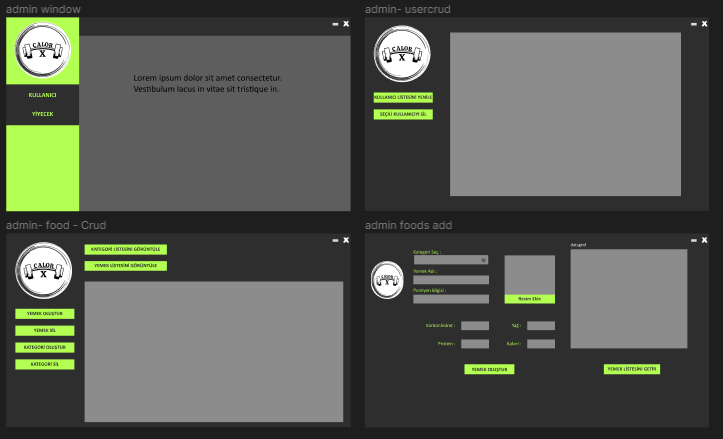 admin window
CALOR
X
KULLANICI
YİYECEK
Lorem ipsum dolor sit amet consectetur.
Vestibulum lacus in vitae sit tristique in.
admin- usercrud
CALOR
X
KULLANICI LİSTESİNİ YENİLE
SEÇİLİ KULLANICIYI SİL
admin- food - Crud
CALOR
X
KATEGORİ LİSTESİNİ GÖRÜNTÜLE
YEMEK LİSTESİNİ GÖRÜNTÜLE
YEMEK OLUŞTUR
YEMEK SİL
KATEGORİ OLUŞTUR
KATEGORİ SİL
admin foods add
CALOR
X
Kategori Seç :
Yemek Adı :
Porsiyon Bilgisi :
Resim Ekle
datagrid
Karbonhidrat :
Yağ :
Protein :
Kalori :
YEMEK OLUŞTUR
YEMEK LİSTESİNİ GETİR